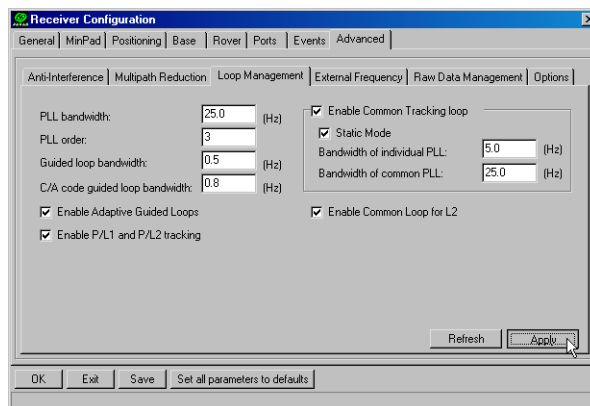 Receiver Configuration
General MinPad Positioning Base Rover Ports Events Advanced
Anti-Interference Multipath Reduction Loop Management External Frequency Raw Data Management Options
PLL bandwidth: 25.0 (Hz)
PLL order: 3
Guided loop bandwidth: 0.5 (Hz)
C/A code guided loop bandwidth: 0.8 (Hz)
Enable Adaptive Guided Loops
Enable P/L1 and P/L2 tracking
Enable Common Tracking loop
Static Mode
Bandwidth of individual PLL: 5.0 (Hz)
Bandwidth of common PLL: 25.0 (Hz)
Enable Common Loop for L2
Refresh Apply
OK Exit Save Set all parameters to defaults